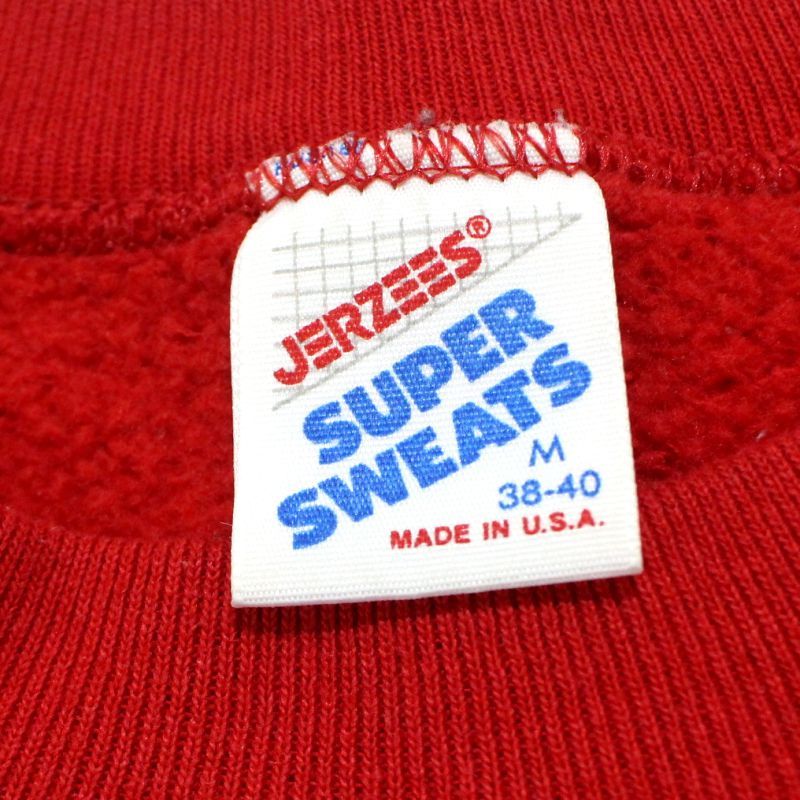 JERZEES®
SUPER
SWEATS
M
38-40
MADE IN U.S.A.